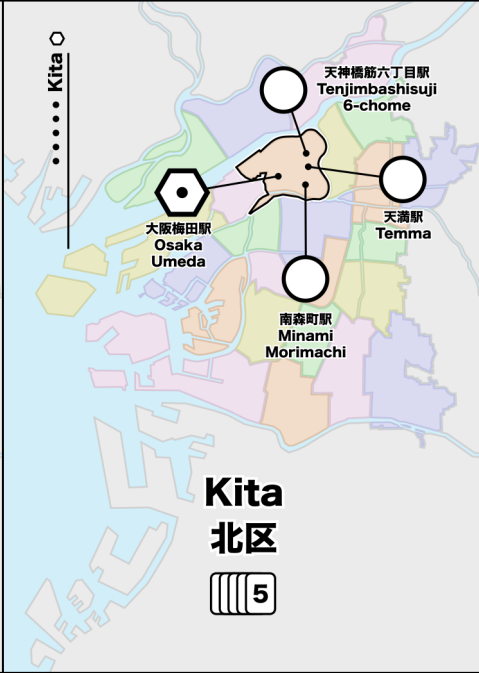 Kita
天神橋筋六丁目駅
Tenjimbashisuji
6-chome
大阪梅田駅
Osaka
Umeda
天満駅
Temma
南森町駅
Minami
Morimachi
Kita
北区
5